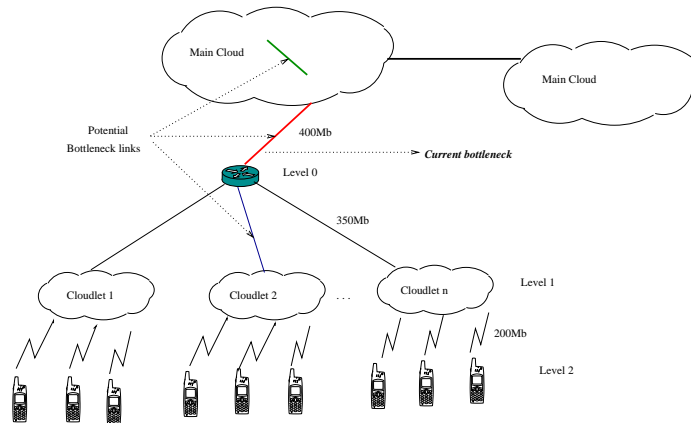 Main Cloud
Main Cloud
Potential
Bottleneck links
400Mb
Current bottleneck
Level 0
350Mb
Level 1
Cloudlet 1
Cloudlet 2
. . .
Cloudlet n
200Mb
Level 2